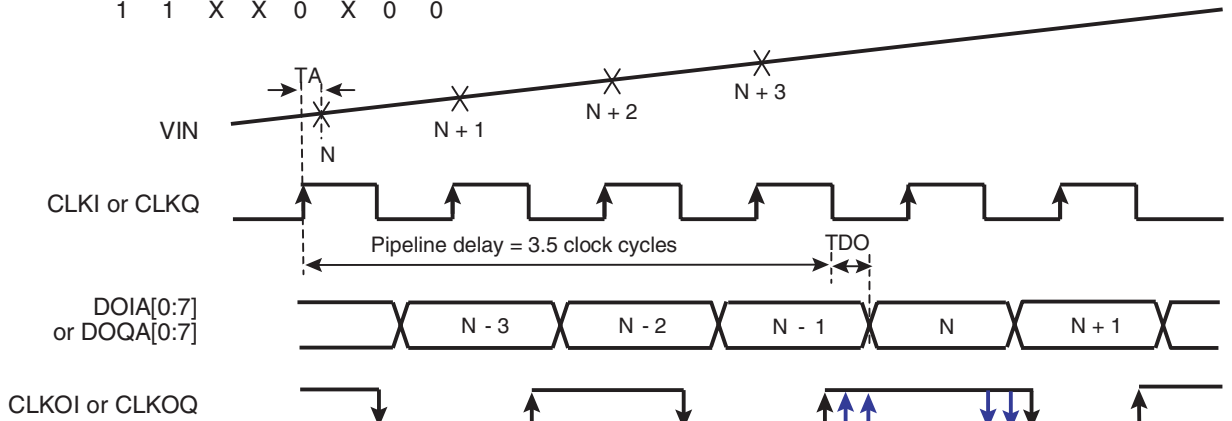 1 1 X X 0 X 0 0
TA
VIN
N
N + 1
N + 2
N + 3
CLKI or CLKQ
Pipeline delay = 3.5 clock cycles
TDO
DOIA[0:7]
or DOQA[0:7]
N - 3
N - 2
N - 1
N
N + 1
CLKOI or CLKOQ